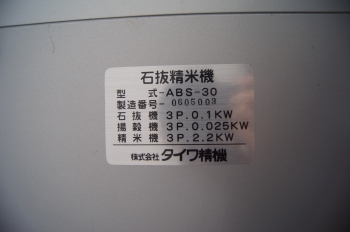 石抜精米機
型式-ABS-30
製造番号-0605003
石抜機 3P.0.1KW
揚穀機 3P.0.025KW
精米機 3P.2.2KW
株式会社タイワ精機